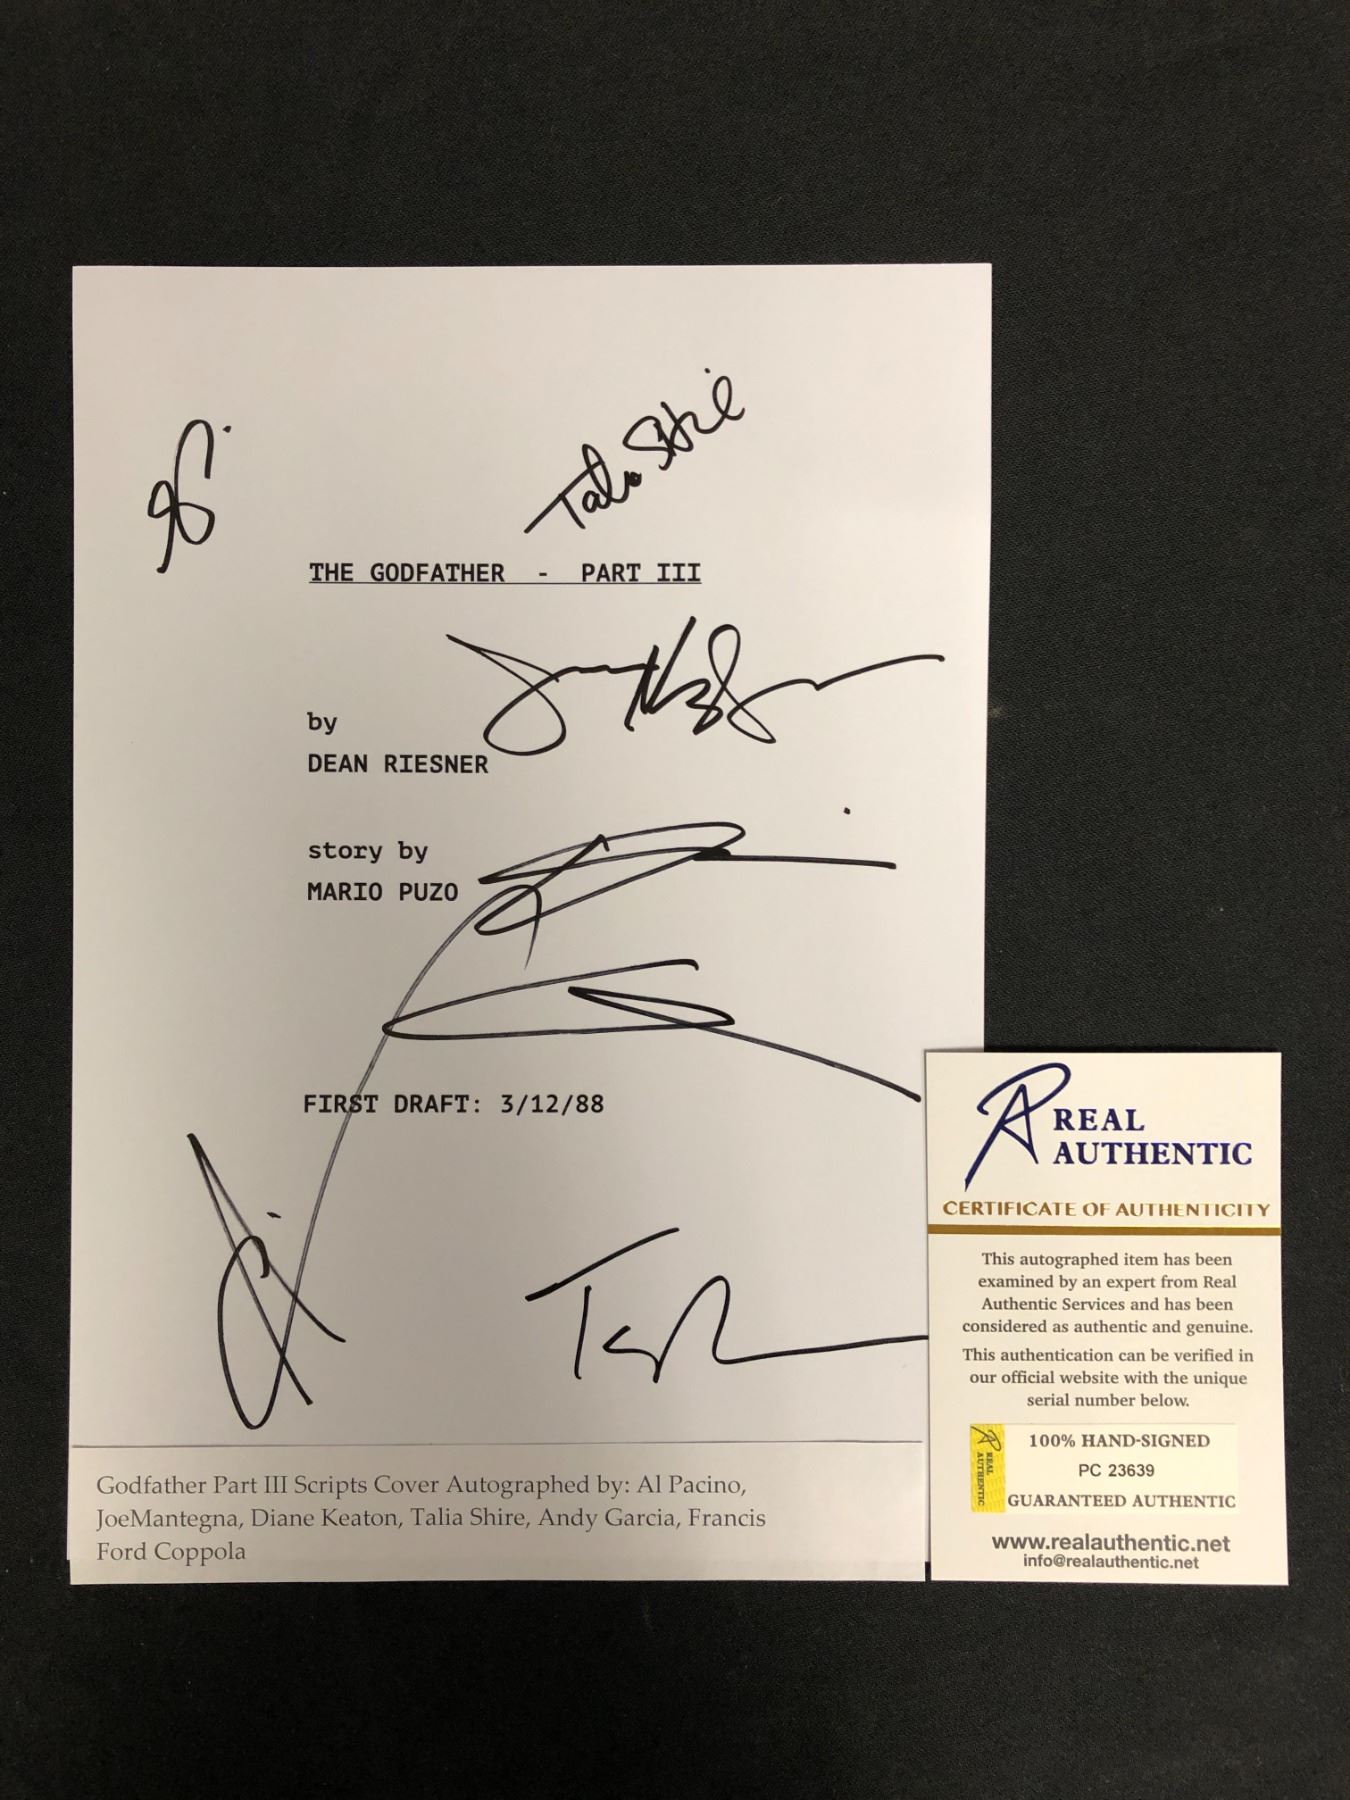 Talia Shire
THE GODFATHER - PART III
by
DEAN RIESNER
story by
MARIO PUZO
FIRST DRAFT: 3/12/88
Godfather Part III Scripts Cover Autographed by: Al Pacino,
JoeMantegna, Diane Keaton, Talia Shire, Andy Garcia, Francis
Ford Coppola
REAL
AUTHENTIC
CERTIFICATE OF AUTHENTICITY
This autographed item has been
examined by an expert from Real
Authentic Services and has been
considered as authentic and genuine.
This authentication can be verified in
our official website with the unique
serial number below.
REAL
AUTHENTIC
100% HAND-SIGNED
PC 23639
GUARANTEED AUTHENTIC
www.realauthentic.net
info@realauthentic.net